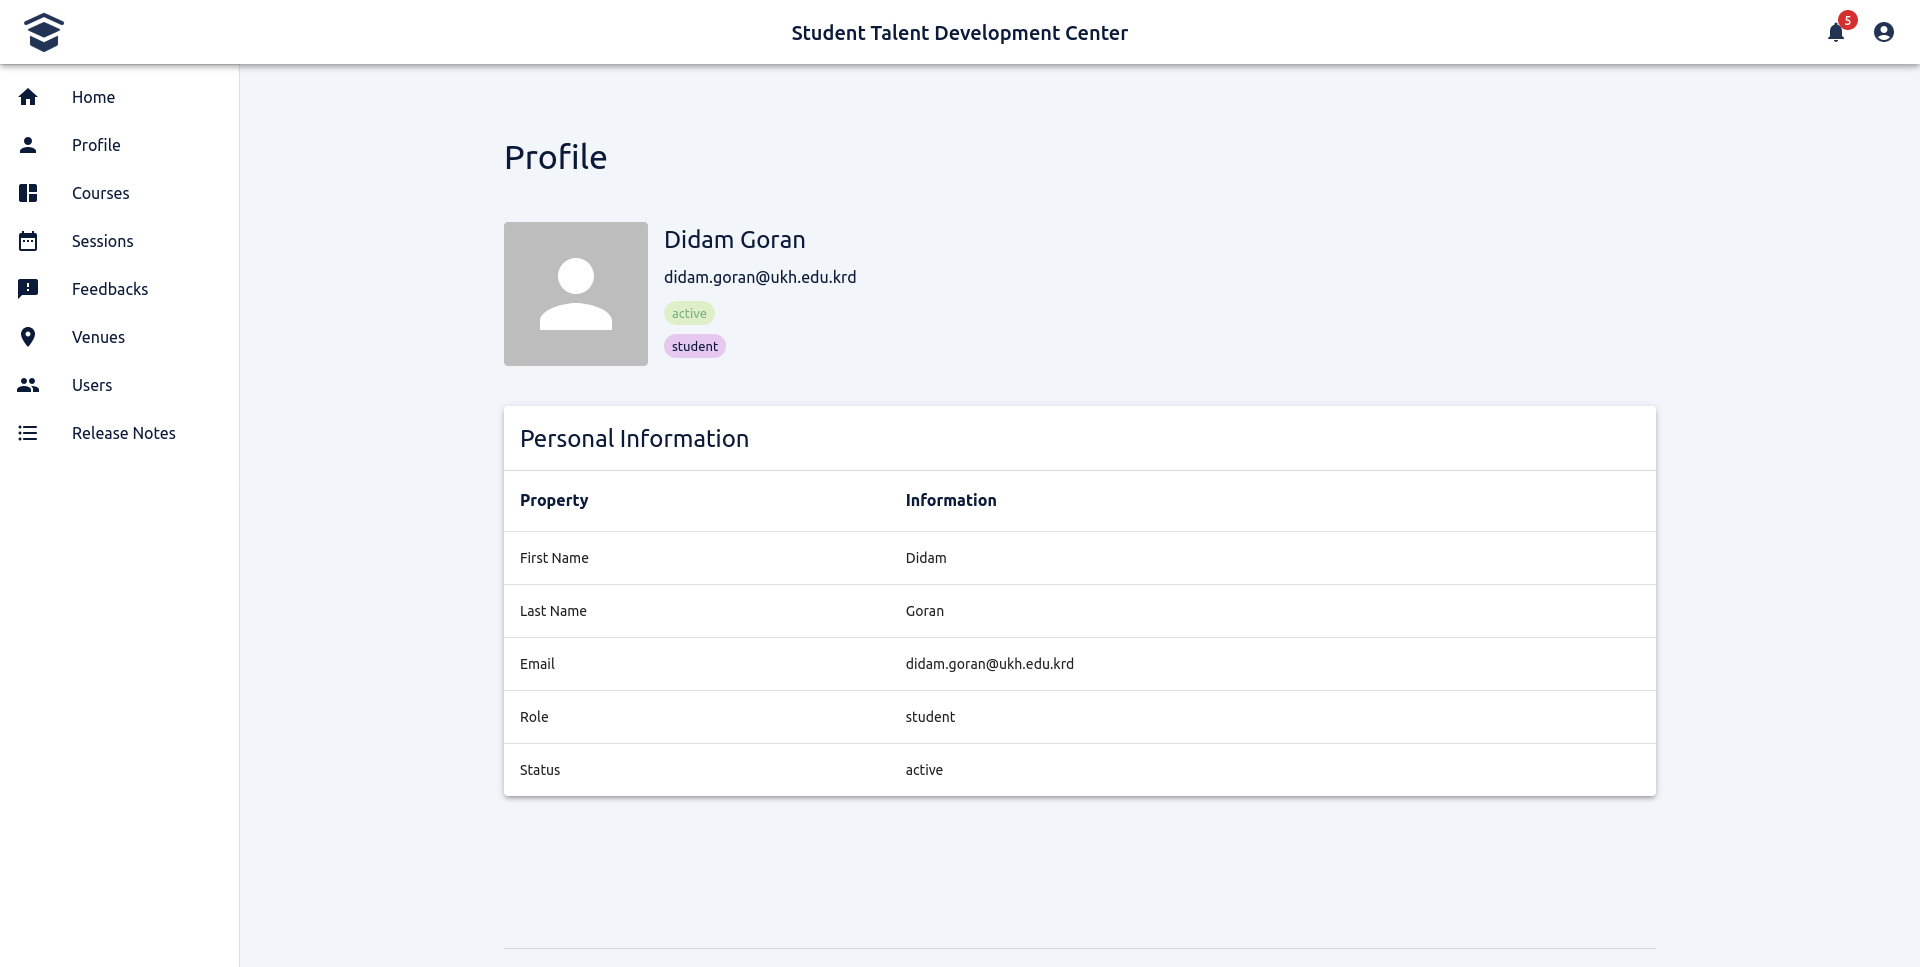 Student Talent Development Center
5
Home
Profile
Courses
Sessions
Feedbacks
Venues
Users
Release Notes
Profile
Didam Goran
didam.goran@ukh.edu.krd
active
student
Personal Information
Property Information
First Name Didam
Last Name Goran
Email didam.goran@ukh.edu.krd
Role student
Status active